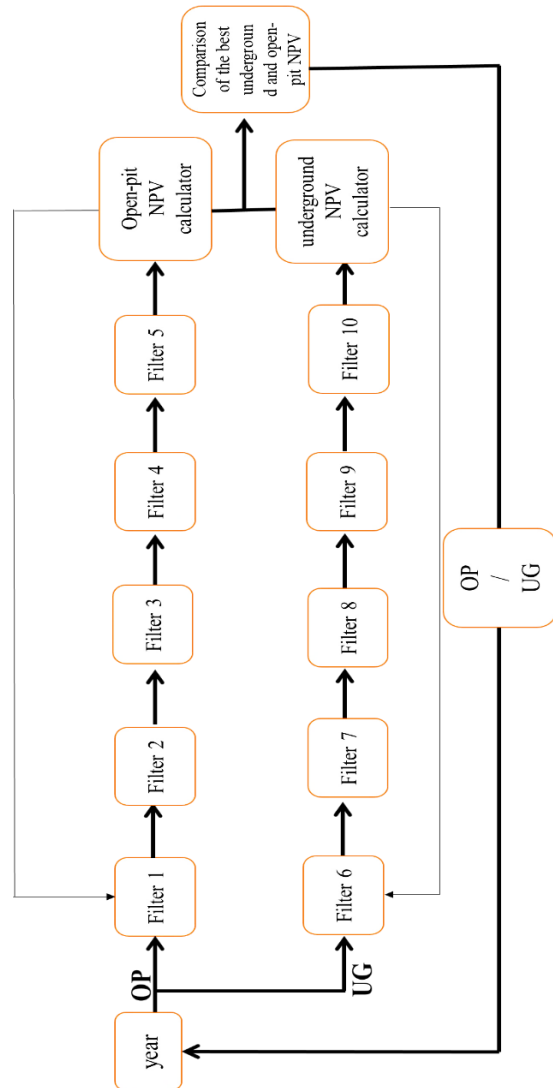 year
OP
UG
Filter 1
Filter 2
Filter 3
Filter 4
Filter 5
Open-pit
NPV
calculator
Filter 6
Filter 7
Filter 8
Filter 9
Filter 10
underground
NPV
calculator
Comparison
of the best
undergroun
d and open-
pit NPV
OP
/
UG